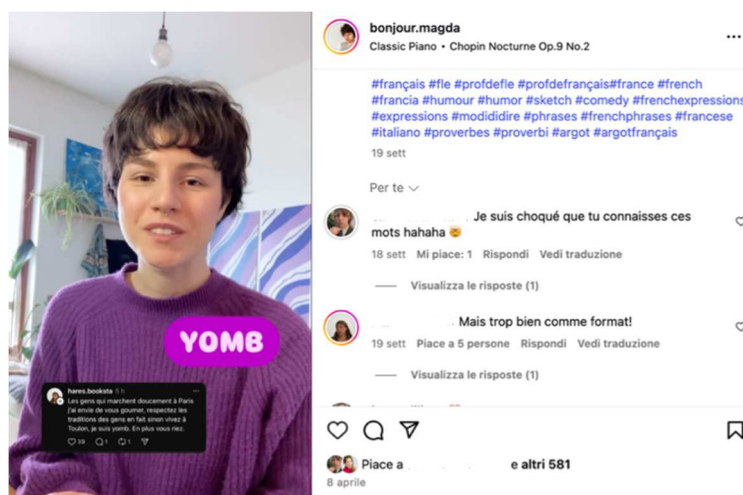 YOMB
hares.booksta 5 h
Les gens qui marchent doucement à Paris
j'ai envie de vous goumer, respectez les
traditions des gens en fait sinon vivez à
Toulon, je suis yomb. En plus vous riez.
39 1 1
bonjour.magda
Classic Piano • Chopin Nocturne Op.9 No.2
#français #fle #profdefle #profdefrançais#france #french
#francia #humour #humor #sketch #comedy #frenchexpressions
#expressions #modididire #phrases #frenchphrases #francese
#italiano #proverbes #proverbi #argot #argotfrançais
19 sett
Per te
Je suis choqué que tu connaisses ces
mots hahaha 🤯
18 sett Mi piace: 1 Rispondi Vedi traduzione
Visualizza le risposte (1)
Mais trop bien comme format!
19 sett Piace a 5 persone Rispondi Vedi traduzione
Visualizza le risposte (1)
Piace a e altri 581
8 aprile